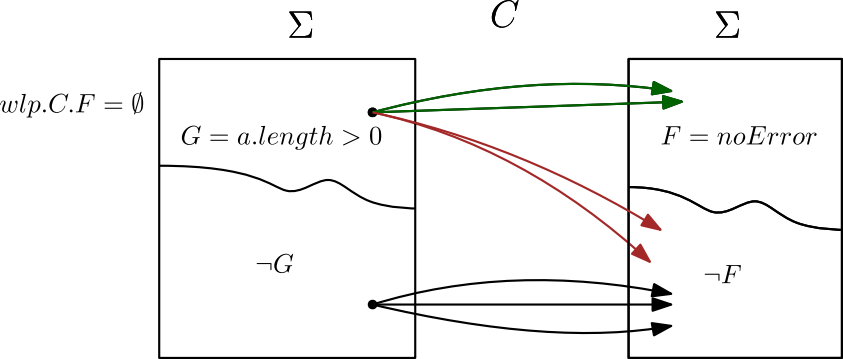 Σ
C
Σ
wlp.C.F = ∅
G = a.length > 0
F = noError
¬G
¬F